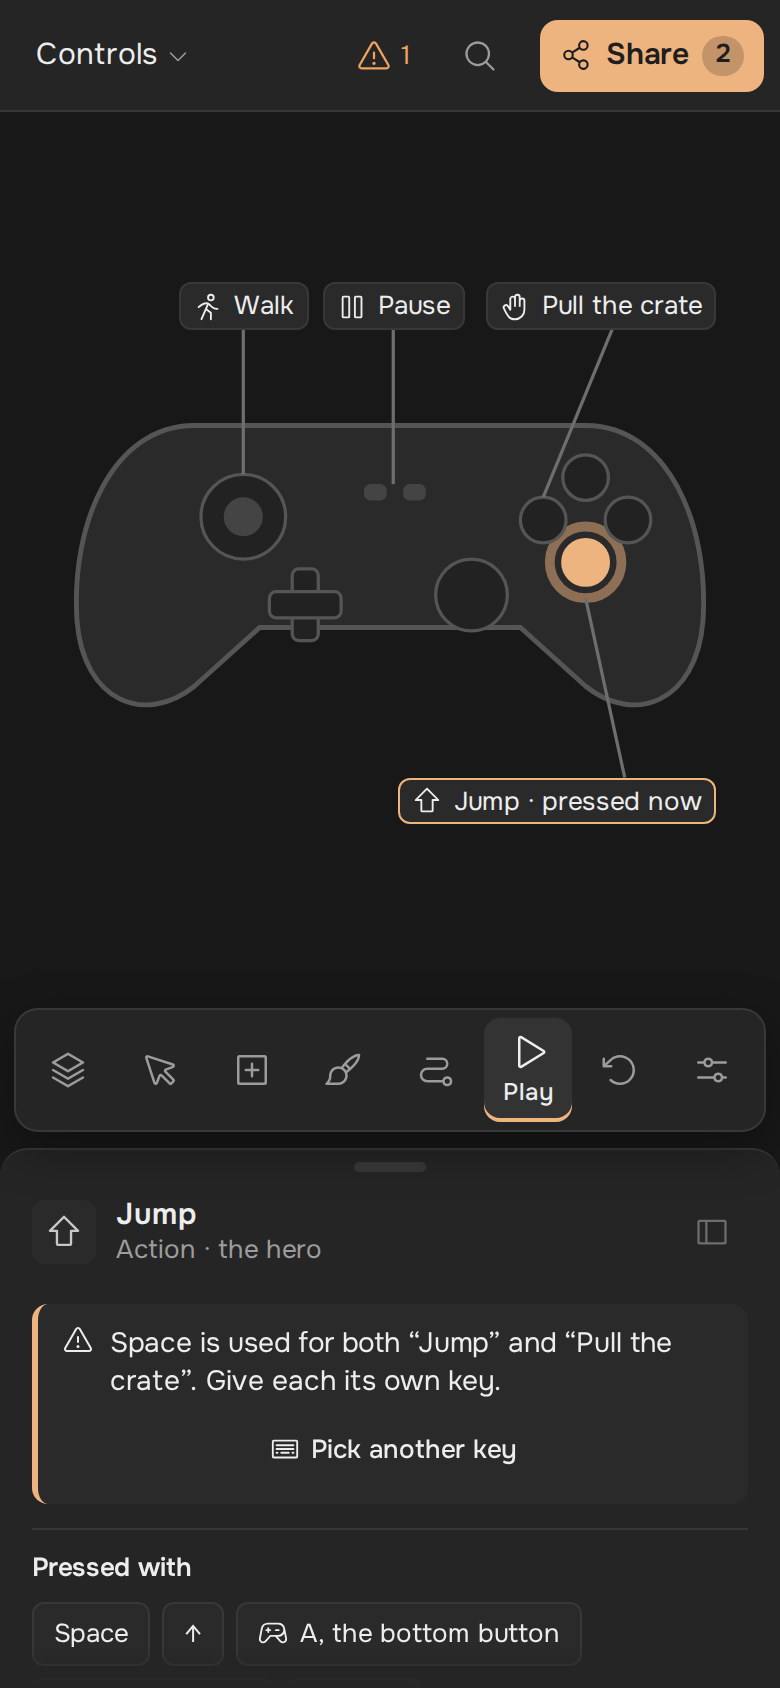 Controls
1
Share 2
Walk
Pause
Pull the crate
Jump · pressed now
Play
Jump
Action · the hero
Space is used for both “Jump” and “Pull the
crate”. Give each its own key.
Pick another key
Pressed with
Space
A, the bottom button